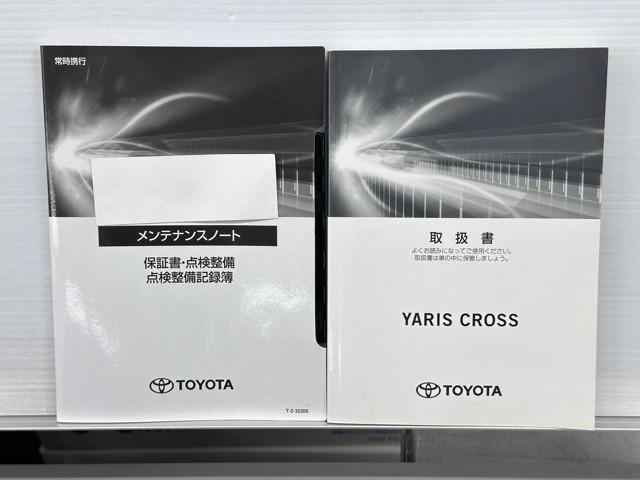 常時携行
メンテナンスノート
保証書・点検整備
点検整備記録簿
TOYOTA
T-2 32206
取扱書
よくお読みになってご使用ください。
取扱書は車の中に保管しましょう。
YARIS CROSS
TOYOTA